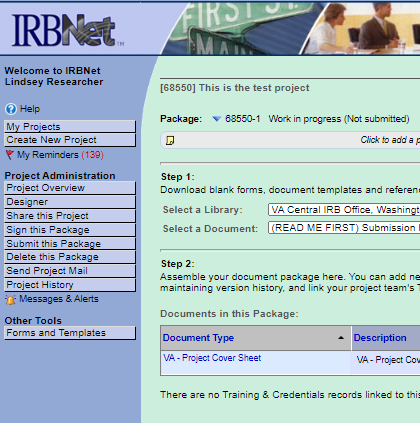 IRBNet™
FIRST ST.
MAIN ST
Welcome to IRBNet
Lindsey Researcher
Help
My Projects
Create New Project
My Reminders (139)
Project Administration
Project Overview
Designer
Share this Project
Sign this Package
Submit this Package
Delete this Package
Send Project Mail
Project History
Messages & Alerts
Other Tools
Forms and Templates
[68550] This is the test project
Package: 68550-1 Work in progress (Not submitted)
Click to add a p
Step 1:
Download blank forms, document templates and referen
Select a Library: VA Central IRB Office, Washingt
Select a Document: (READ ME FIRST) Submission
Step 2:
Assemble your document package here. You can add ne
maintaining version history, and link your project team's T
Documents in this Package:
Document Type Description
VA - Project Cover Sheet VA - Project Cov
There are no Training & Credentials records linked to this